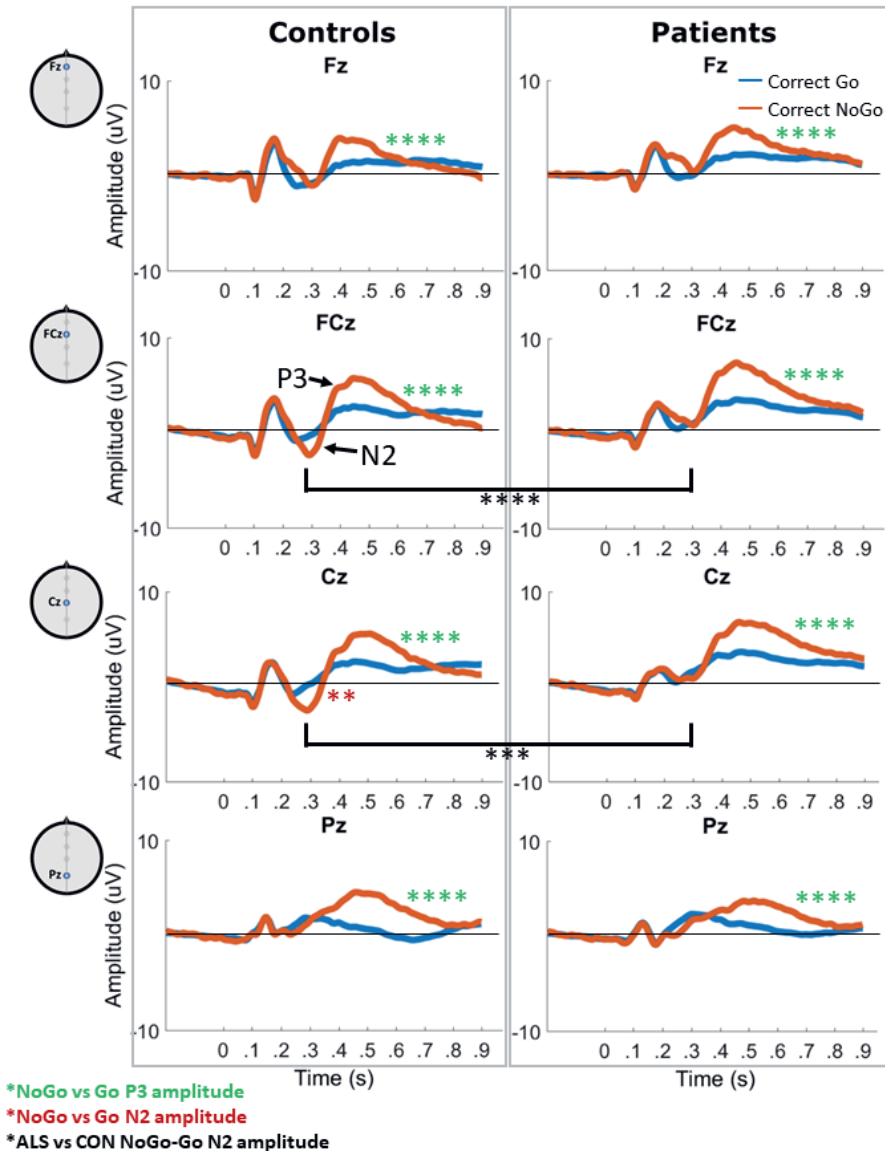 Controls
Patients
Fz
Fz
Fz
10
10
Correct Go
Correct NoGo
Amplitude (uV)
****
****
-10
-10
0 .1 .2 .3 .4 .5 .6 .7 .8 .9
0 .1 .2 .3 .4 .5 .6 .7 .8 .9
FCz
FCz
FCz
10
10
Amplitude (uV)
P3
****
****
N2
****
-10
-10
0 .1 .2 .3 .4 .5 .6 .7 .8 .9
0 .1 .2 .3 .4 .5 .6 .7 .8 .9
Cz
Cz
Cz
10
10
Amplitude (uV)
****
****
**
***
-10
-10
0 .1 .2 .3 .4 .5 .6 .7 .8 .9
0 .1 .2 .3 .4 .5 .6 .7 .8 .9
Pz
Pz
Pz
10
10
Amplitude (uV)
****
****
-10
-10
0 .1 .2 .3 .4 .5 .6 .7 .8 .9
0 .1 .2 .3 .4 .5 .6 .7 .8 .9
Time (s)
Time (s)
*NoGo vs Go P3 amplitude
*NoGo vs Go N2 amplitude
*ALS vs CON NoGo-Go N2 amplitude